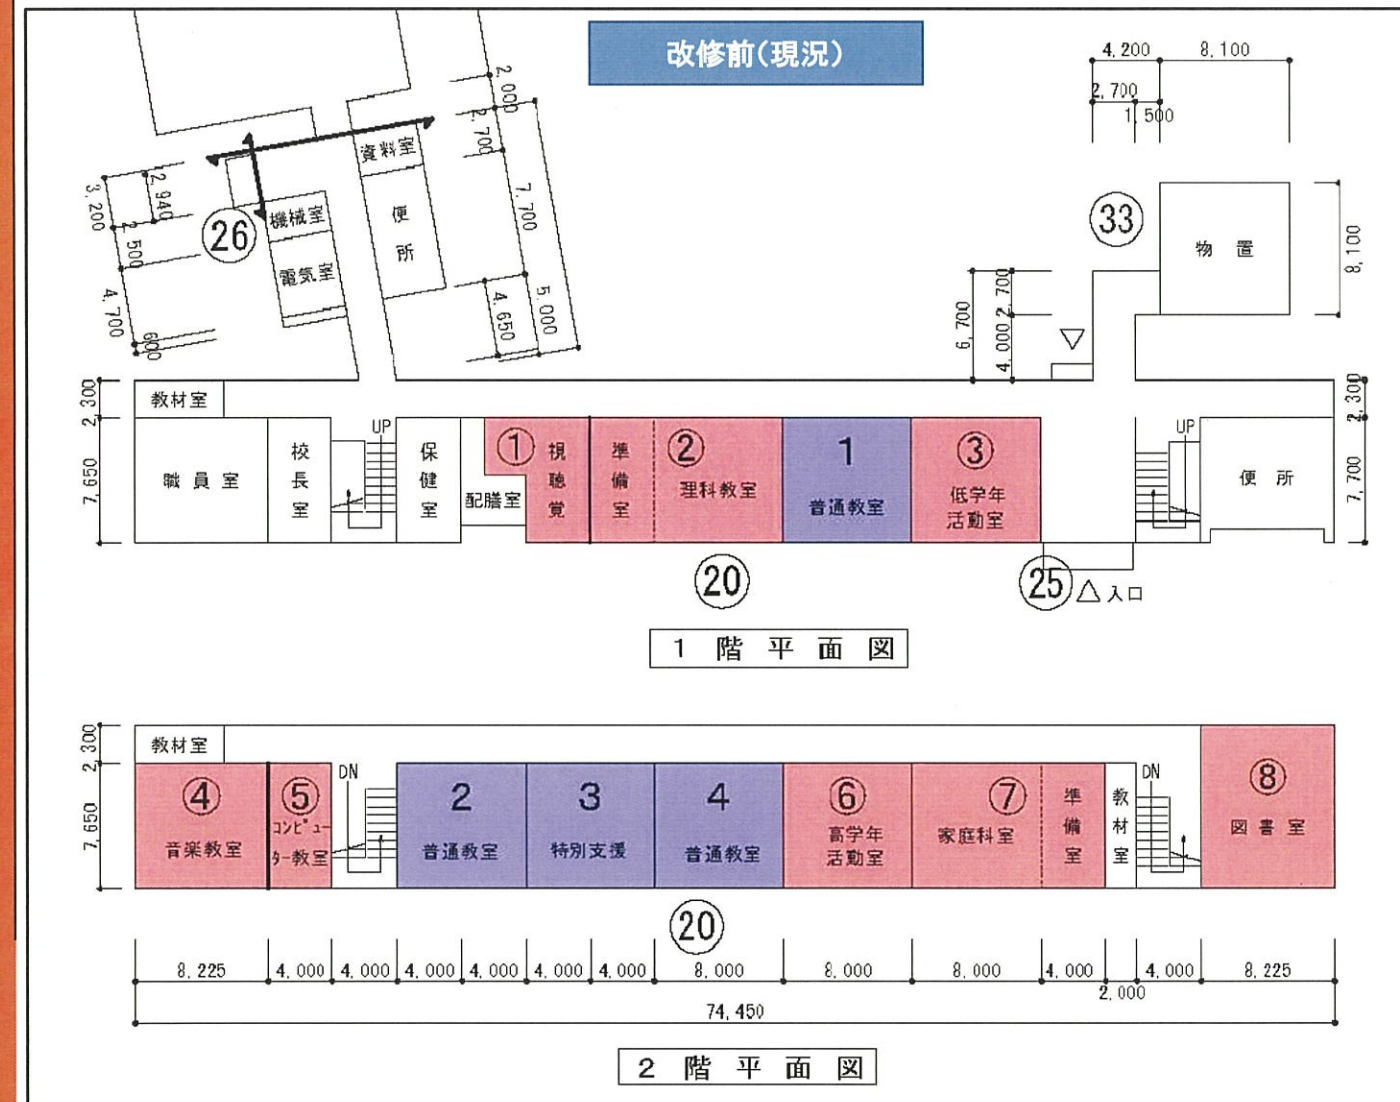 改修前(現況)
4,200
8,100
2,700
1,500
2,000
2,700
7,700
5,000
4,650
資料室
便所
機械室
電気室
3,200
2,940
2,500
4,700
600
26
33
物置
8,100
6,700
2,700
4,000
2,300
7,650
教材室
職員室
校長室
UP
保健室
配膳室
① 視聴覚
準備室
② 理科教室
1
普通教室
③
低学年
活動室
UP
便所
2,300
7,700
20
25
△入口
1階平面図
2,300
7,650
教材室
④
音楽教室
⑤
コンピュー
ター教室
DN
2
普通教室
3
特別支援
4
普通教室
⑥
高学年
活動室
⑦
家庭科室
準備室
教材室
DN
⑧
図書室
20
8,225 4,000 4,000 4,000 4,000 4,000 4,000 8,000 8,000 8,000 4,000 2,000 4,000 8,225
74,450
2階平面図